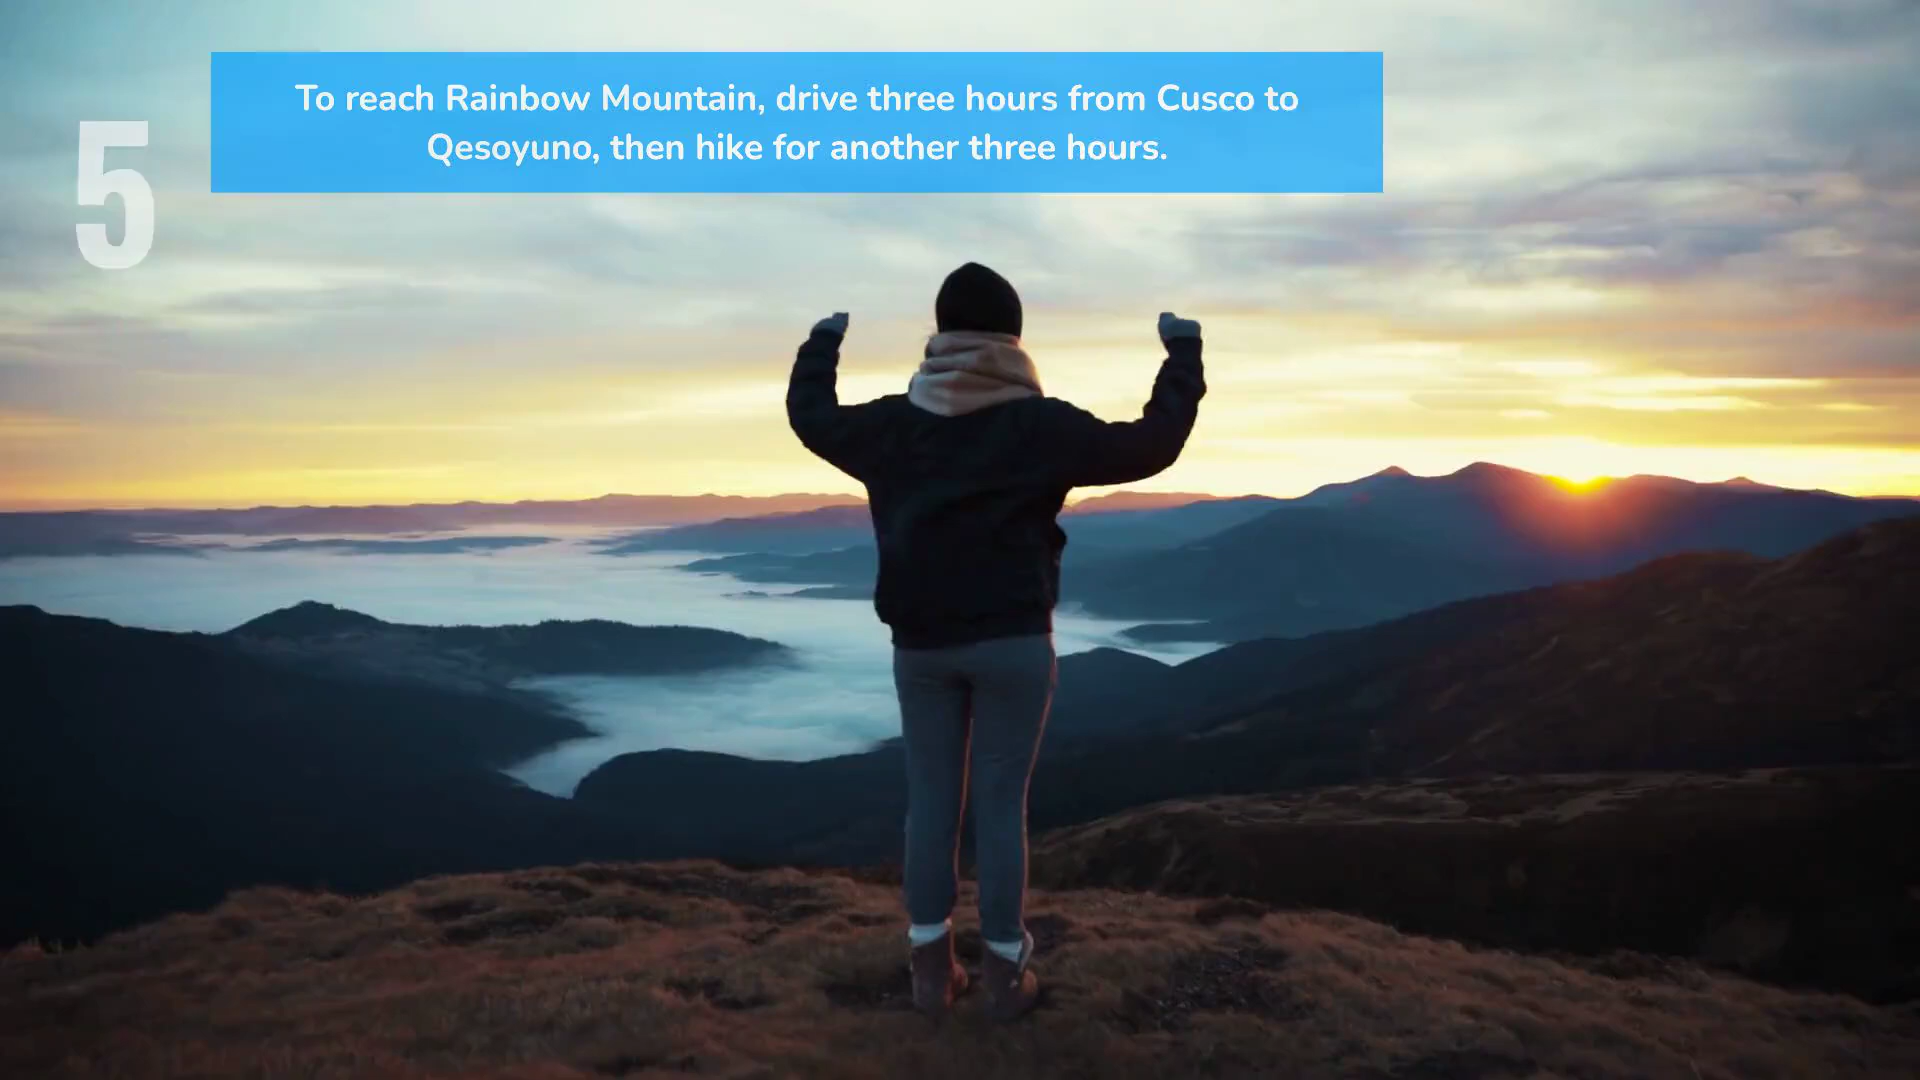 5
To reach Rainbow Mountain, drive three hours from Cusco to
Qesoyuno, then hike for another three hours.